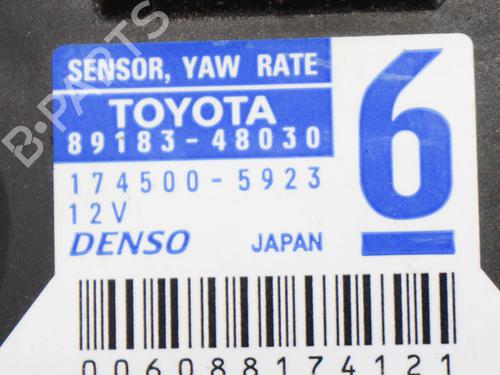 B-PARTS
SENSOR, YAW RATE
TOYOTA
89183-48030
6
174500-5923
12V
DENSO
JAPAN
006088174121